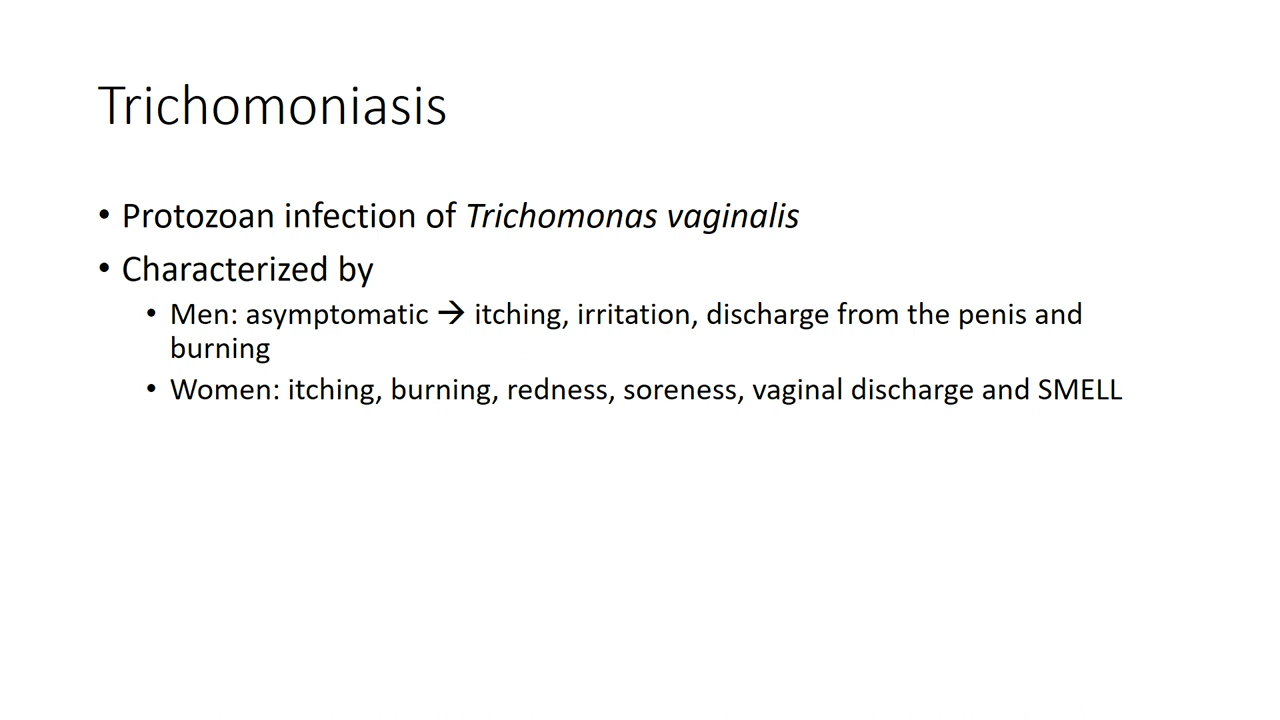 Trichomoniasis
• Protozoan infection of Trichomonas vaginalis
• Characterized by
• Men: asymptomatic → itching, irritation, discharge from the penis and
burning
• Women: itching, burning, redness, soreness, vaginal discharge and SMELL